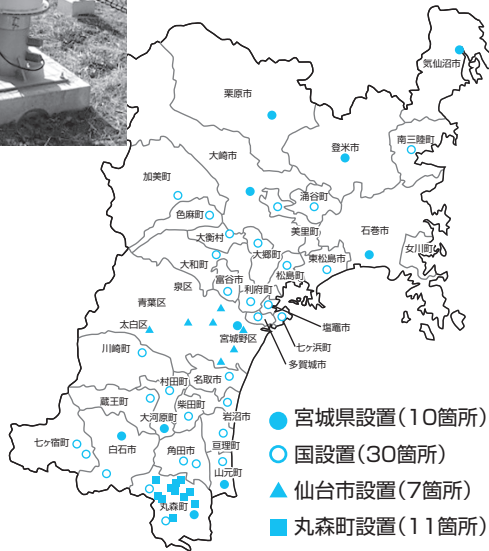 気仙沼市
栗原市
南三陸町
登米市
大崎市
加美町
涌谷町
色麻町
石巻市
美里町
大衡村
女川町
大郷町
大和町
東松島市
松島町
富谷市
泉区
利府町
青葉区
塩竈市
太白区
宮城野区
七ヶ浜町
川崎町
多賀城市
名取市
村田町
蔵王町
柴田町
大河原町
岩沼市
七ヶ宿町
亘理町
白石市
角田市
山元町
丸森町
宮城県設置(10箇所)
国設置(30箇所)
仙台市設置(7箇所)
丸森町設置(11箇所)